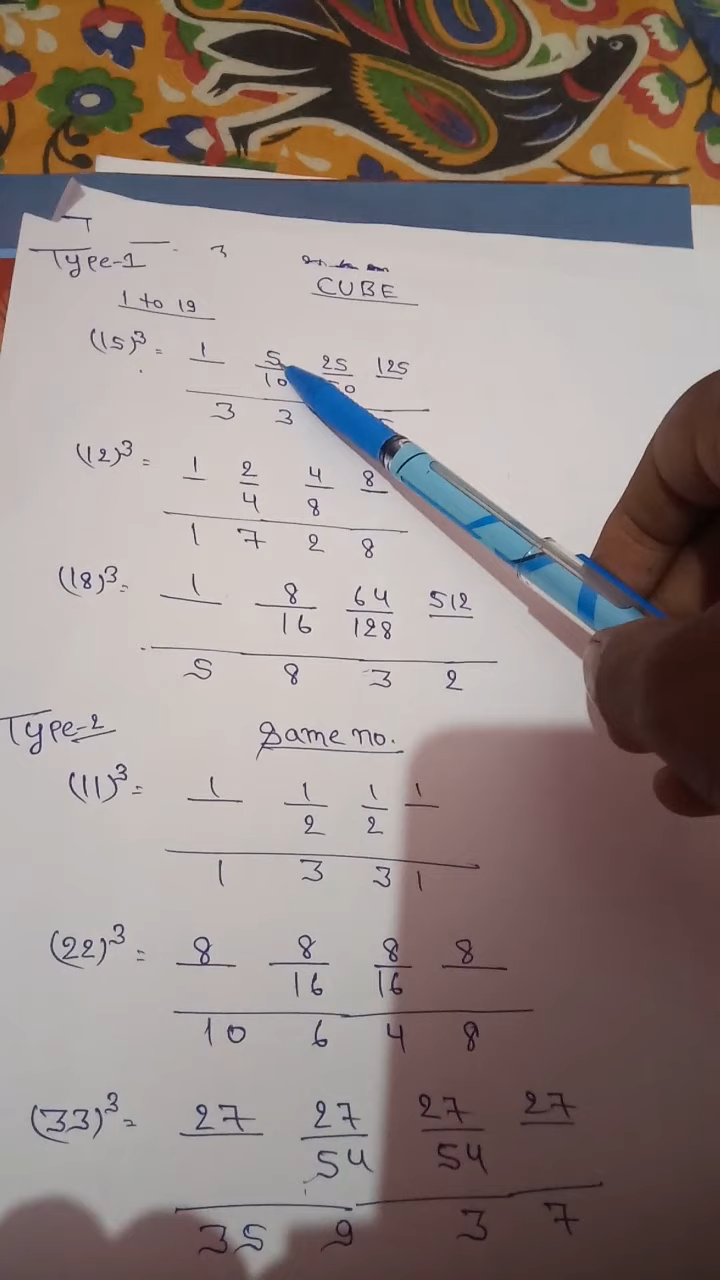 Type-1 3
CUBE
1 to 19
(15)³ = 1 5 25 125
10 50
3 3
(12)³ = 1 2 4 8
4 8
1 7 2 8
(18)³= 1 8 64 512
16 128
5 8 3 2
Type-2 Same no.
(11)³= 1 1 1 1
2 2
1 3 3 1
(22)³ = 8 8 8 8
16 16
10 6 4 8
(33)³= 27 27 27 27
54 54
35 9 3 7